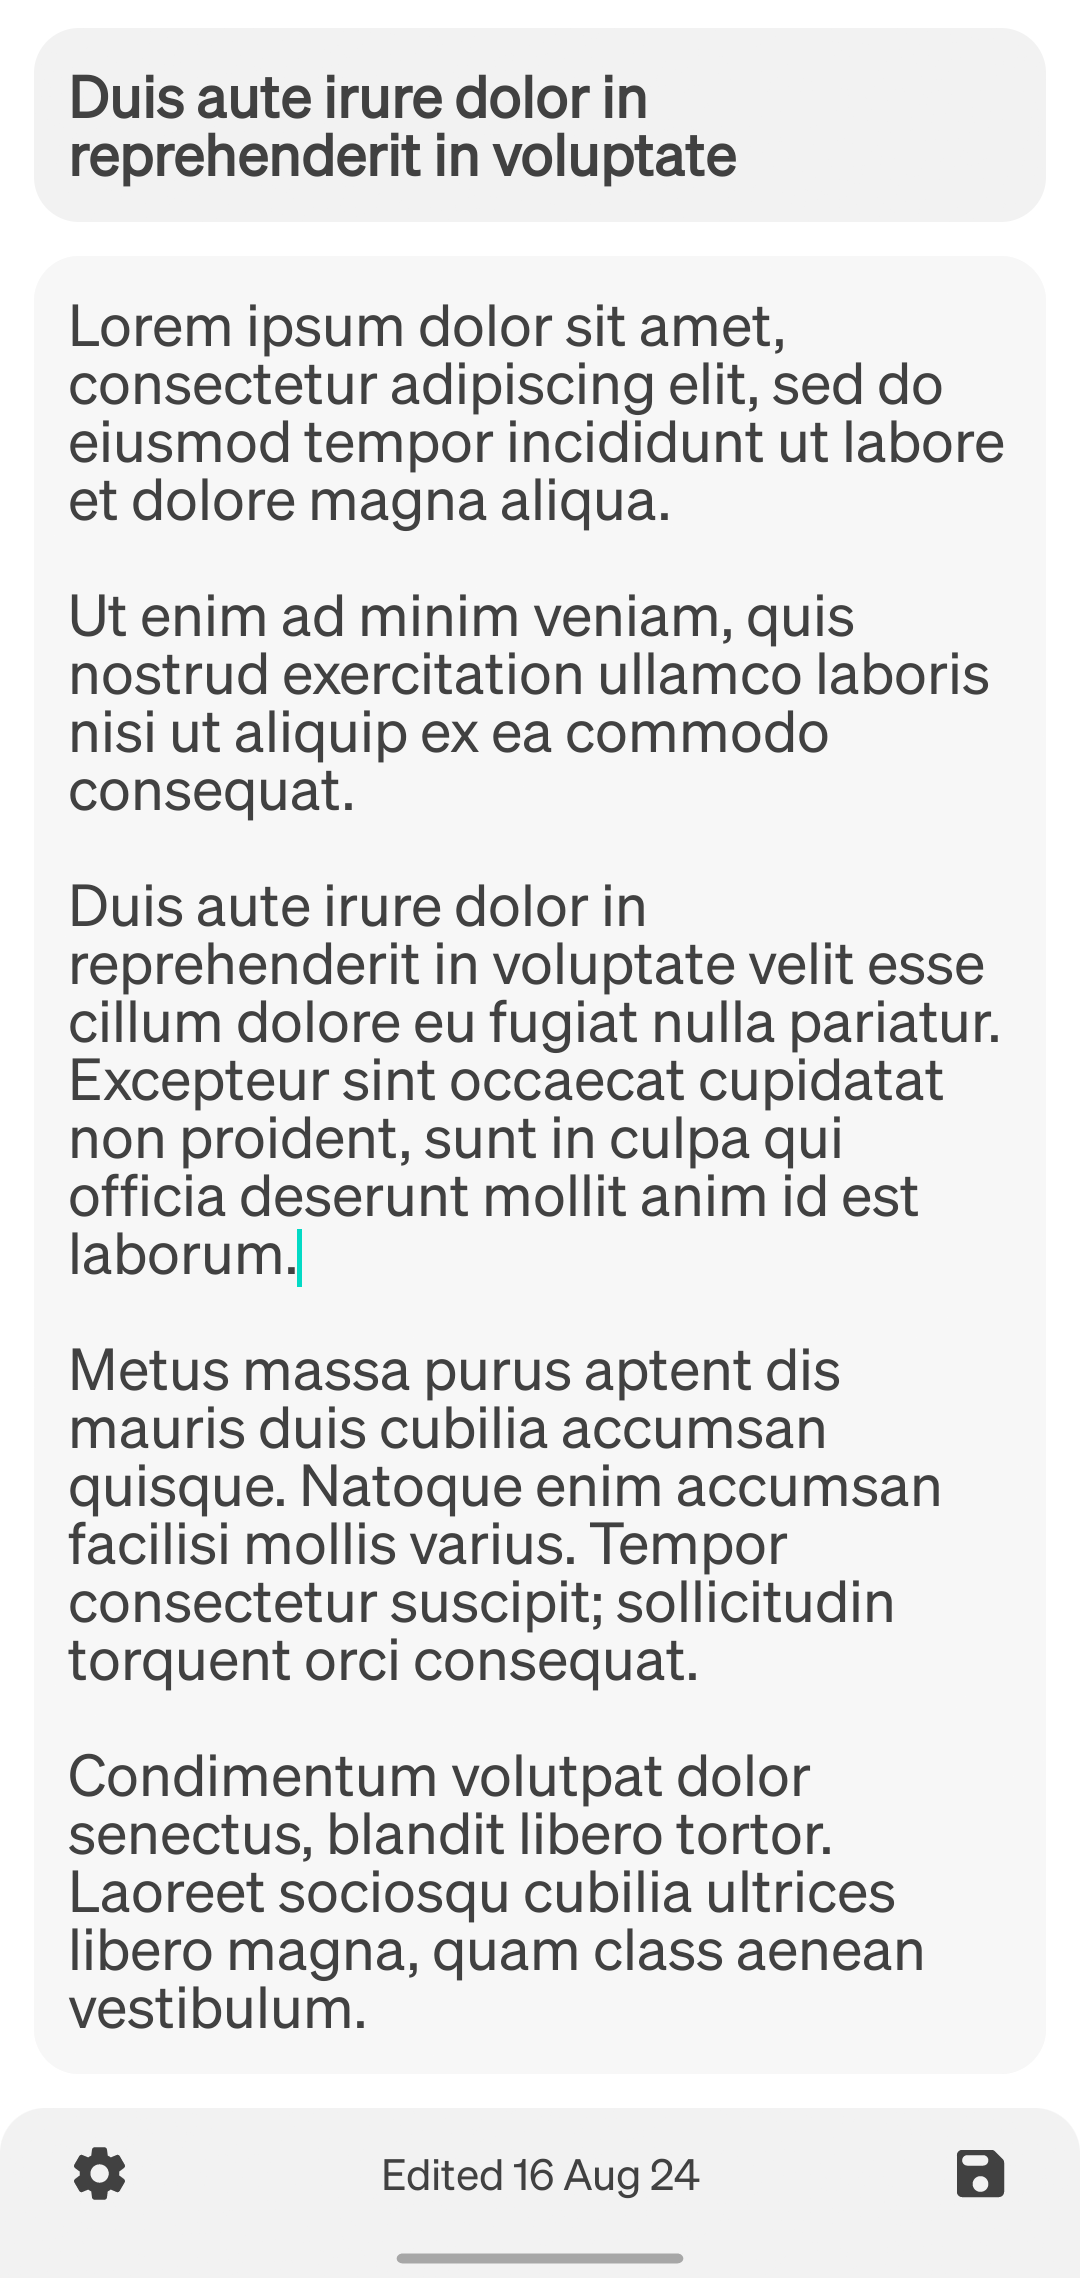 Duis aute irure dolor in
reprehenderit in voluptate
Lorem ipsum dolor sit amet,
consectetur adipiscing elit, sed do
eiusmod tempor incididunt ut labore
et dolore magna aliqua.
Ut enim ad minim veniam, quis
nostrud exercitation ullamco laboris
nisi ut aliquip ex ea commodo
consequat.
Duis aute irure dolor in
reprehenderit in voluptate velit esse
cillum dolore eu fugiat nulla pariatur.
Excepteur sint occaecat cupidatat
non proident, sunt in culpa qui
officia deserunt mollit anim id est
laborum.
Metus massa purus aptent dis
mauris duis cubilia accumsan
quisque. Natoque enim accumsan
facilisi mollis varius. Tempor
consectetur suscipit; sollicitudin
torquent orci consequat.
Condimentum volutpat dolor
senectus, blandit libero tortor.
Laoreet sociosqu cubilia ultrices
libero magna, quam class aenean
vestibulum.
Edited 16 Aug 24